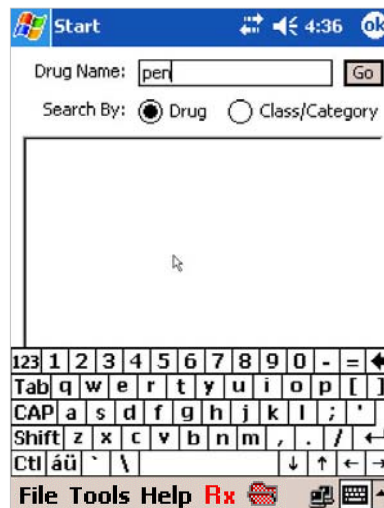 Start 4:36 ok
Drug Name: pen Go
Search By: Drug Class/Category
123 1 2 3 4 5 6 7 8 9 0 - =
Tab q w e r t y u i o p [ ]
CAP a s d f g h j k l ; '
Shift z x c v b n m , . /
Ctl áü ` \
File Tools Help Rx